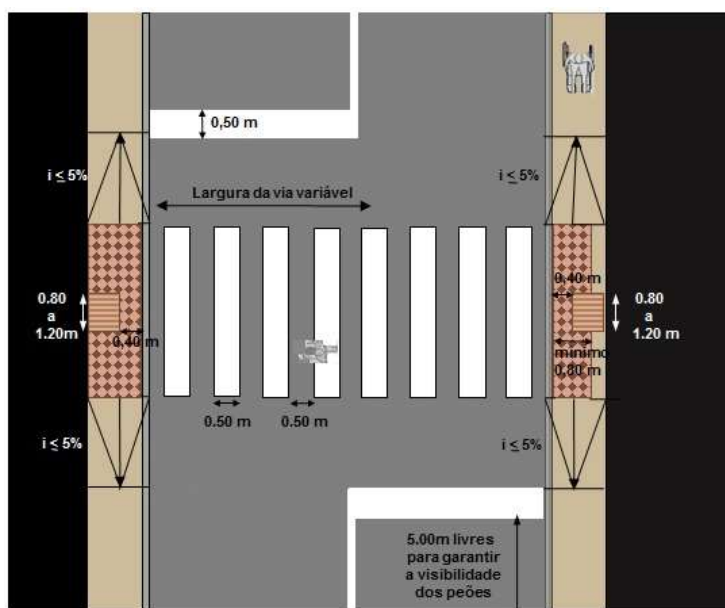 0,50 m
i ≤ 5%
i ≤ 5%
Largura da via variável
0.80
a
1.20m
0,40 m
0,40 m
0.80
a
1.20m
mínimo
0,80 m
0.50 m
0.50 m
i ≤ 5%
i ≤ 5%
5.00m livres
para garantir
a visibilidade
dos peões